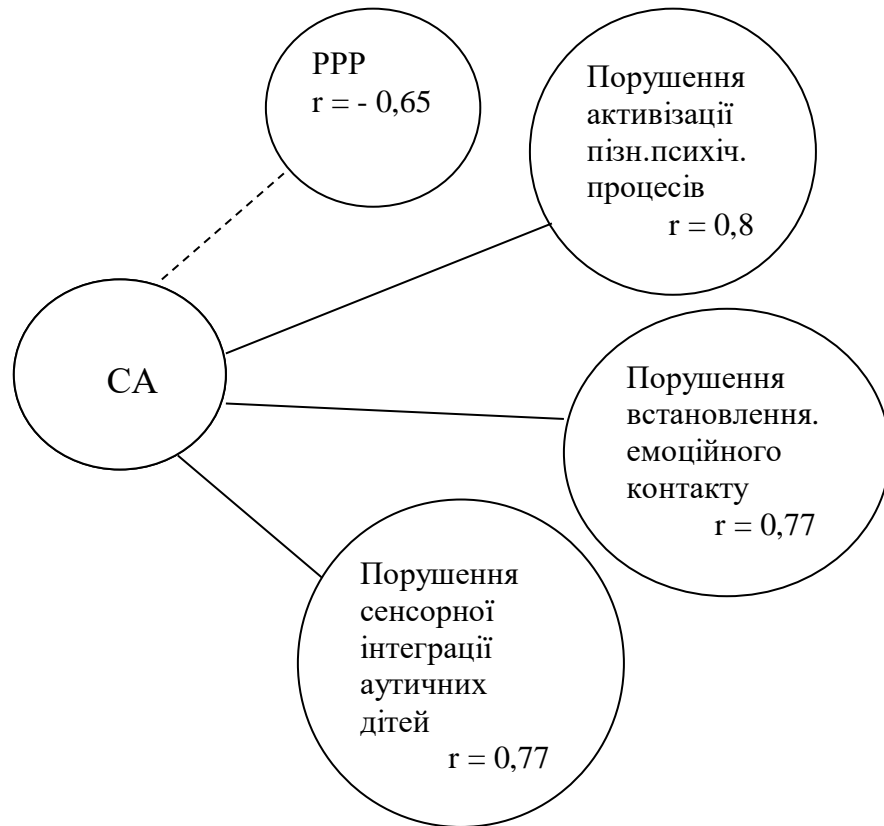 РРР
r = - 0,65
Порушення
активізації
пізн.психіч.
процесів
r = 0,8
СА
Порушення
встановлення.
емоційного
контакту
r = 0,77
Порушення
сенсорної
інтеграції
аутичних
дітей
r = 0,77